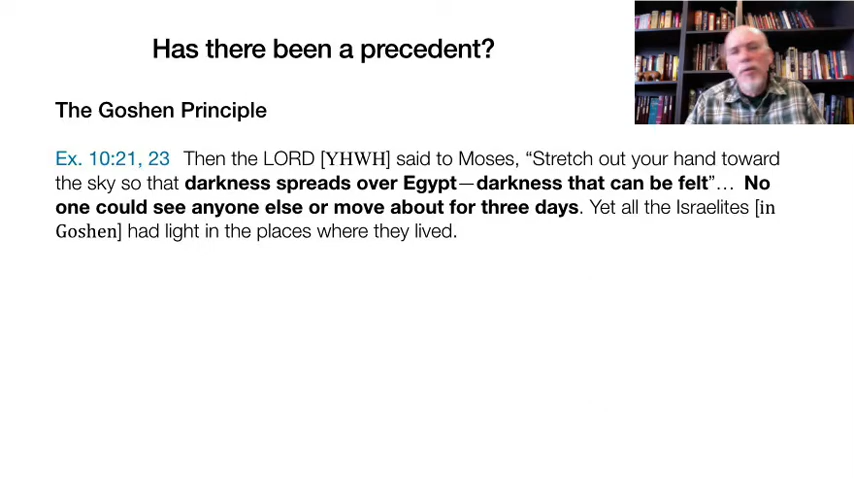 Has there been a precedent?
The Goshen Principle
Ex. 10:21, 23 Then the LORD [YHWH] said to Moses, “Stretch out your hand toward
the sky so that darkness spreads over Egypt—darkness that can be felt”… No
one could see anyone else or move about for three days. Yet all the Israelites [in
Goshen] had light in the places where they lived.